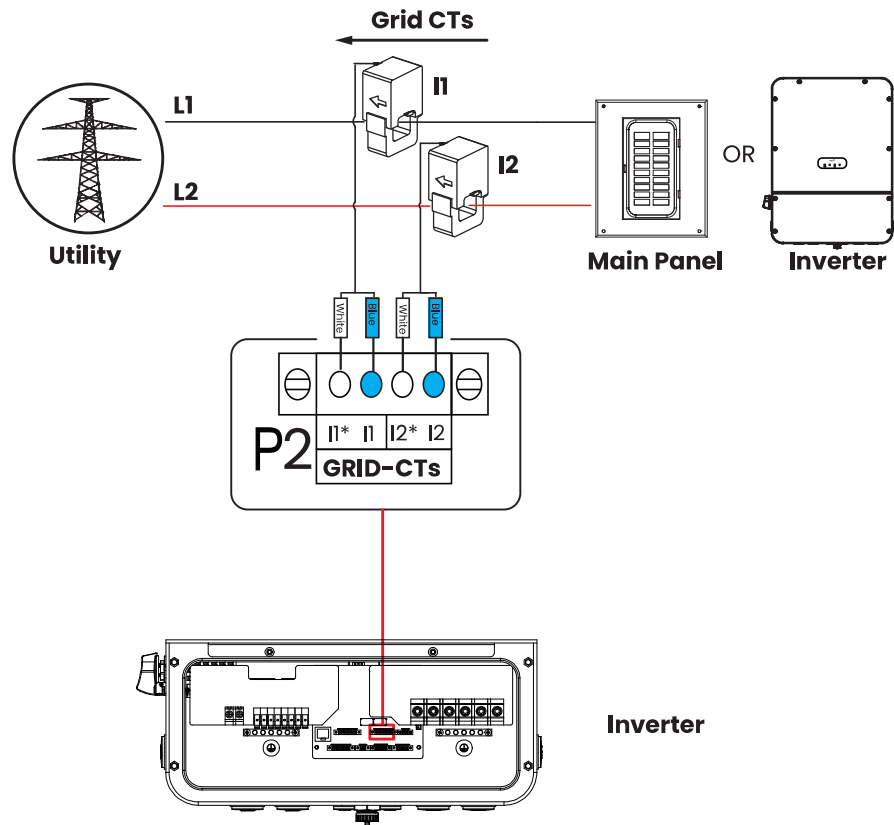 Grid CTs
I1
L1
I2
OR
L2
Utility
Main Panel
Inverter
White
Blue
White
Blue
P2
I1* I1 I2* I2
GRID-CTs
Inverter